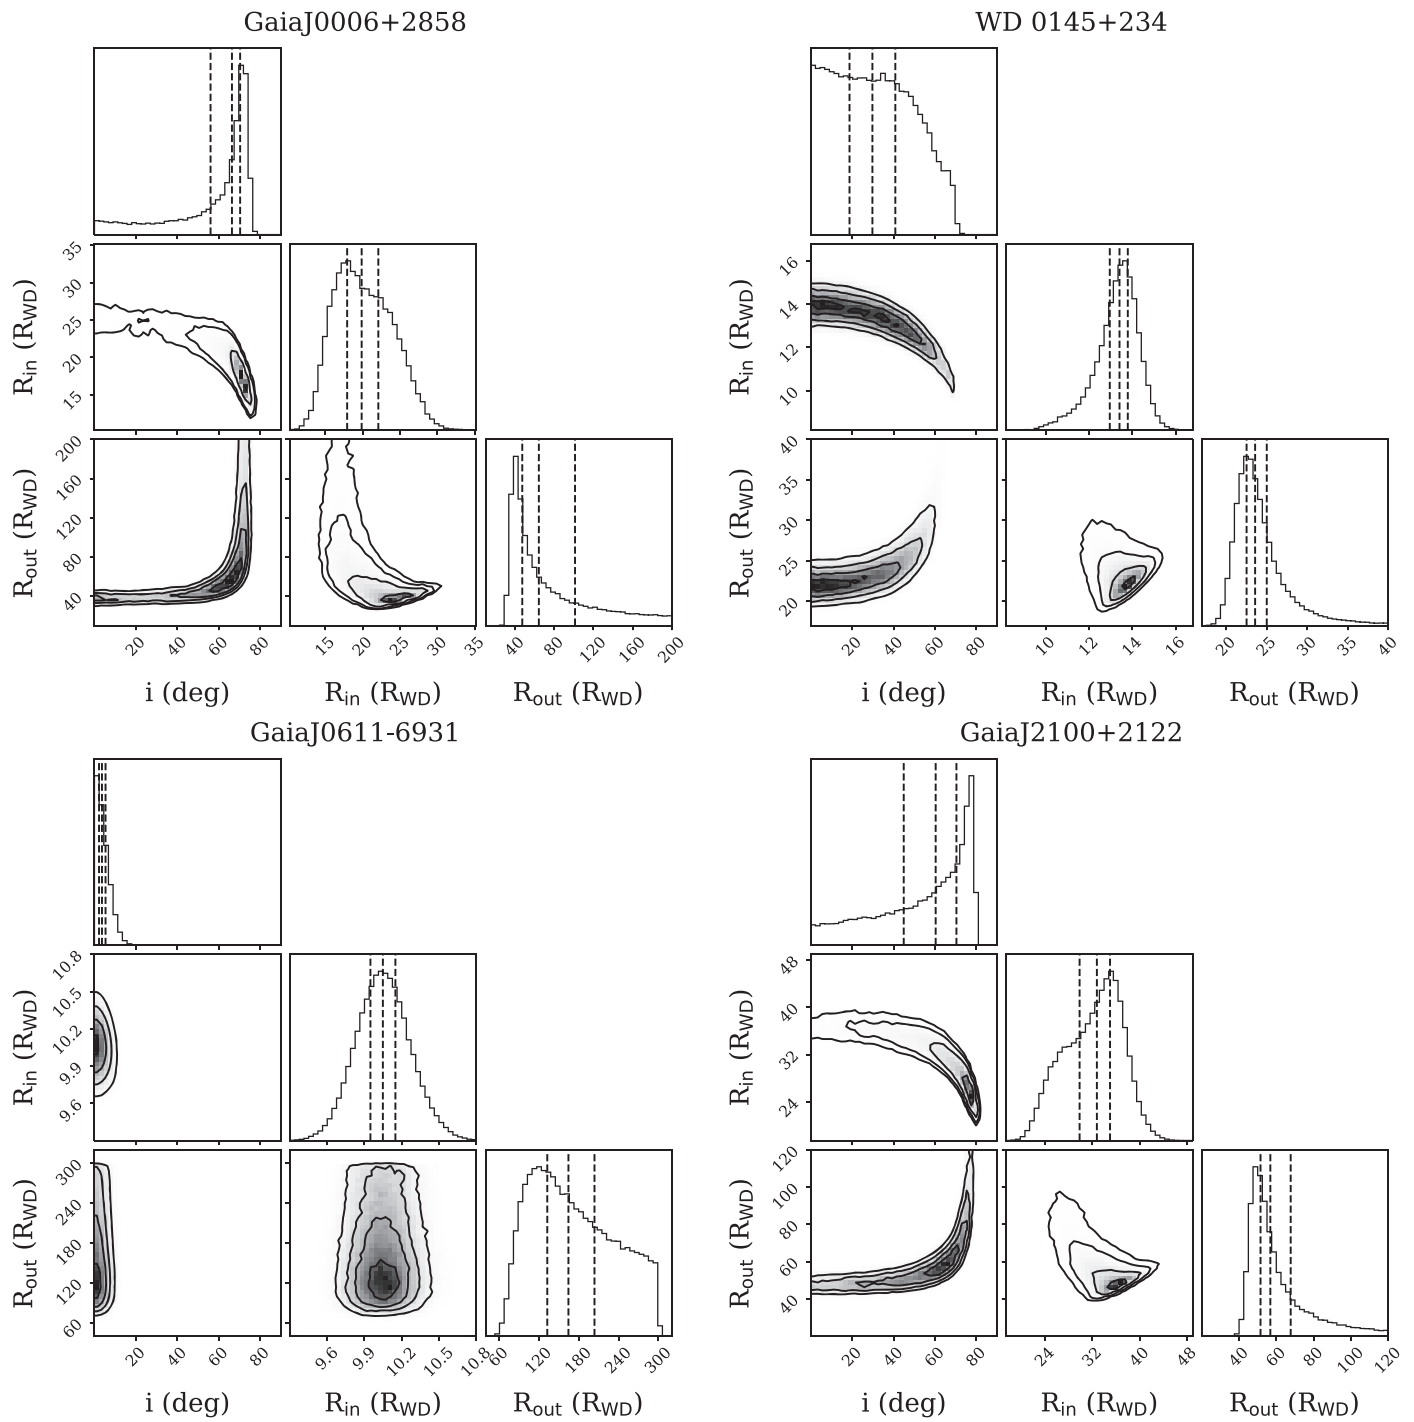 GaiaJ0006+2858
WD 0145+234
R_in (R_WD)
35
30
25
20
15
R_in (R_WD)
16
14
12
10
R_out (R_WD)
200
160
120
80
40
R_out (R_WD)
40
35
30
25
20
20 40 60 80
15 20 25 30 35
40 80 120 160 200
20 40 60 80
10 12 14 16
20 25 30 35 40
i (deg)
R_in (R_WD)
R_out (R_WD)
i (deg)
R_in (R_WD)
R_out (R_WD)
GaiaJ0611-6931
GaiaJ2100+2122
R_in (R_WD)
10.8
10.5
10.2
9.9
9.6
R_in (R_WD)
48
40
32
24
R_out (R_WD)
300
240
180
120
60
R_out (R_WD)
120
100
80
60
40
20 40 60 80
9.6 9.9 10.2 10.5 10.8
60 120 180 240 300
20 40 60 80
24 32 40 48
40 60 80 100 120
i (deg)
R_in (R_WD)
R_out (R_WD)
i (deg)
R_in (R_WD)
R_out (R_WD)